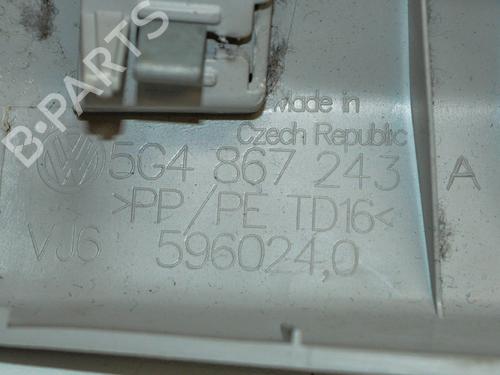 B-PARTS
Made in
Czech Republic
5G4 867 243 A
>PP/PE TD16<
VJ6 596024,0